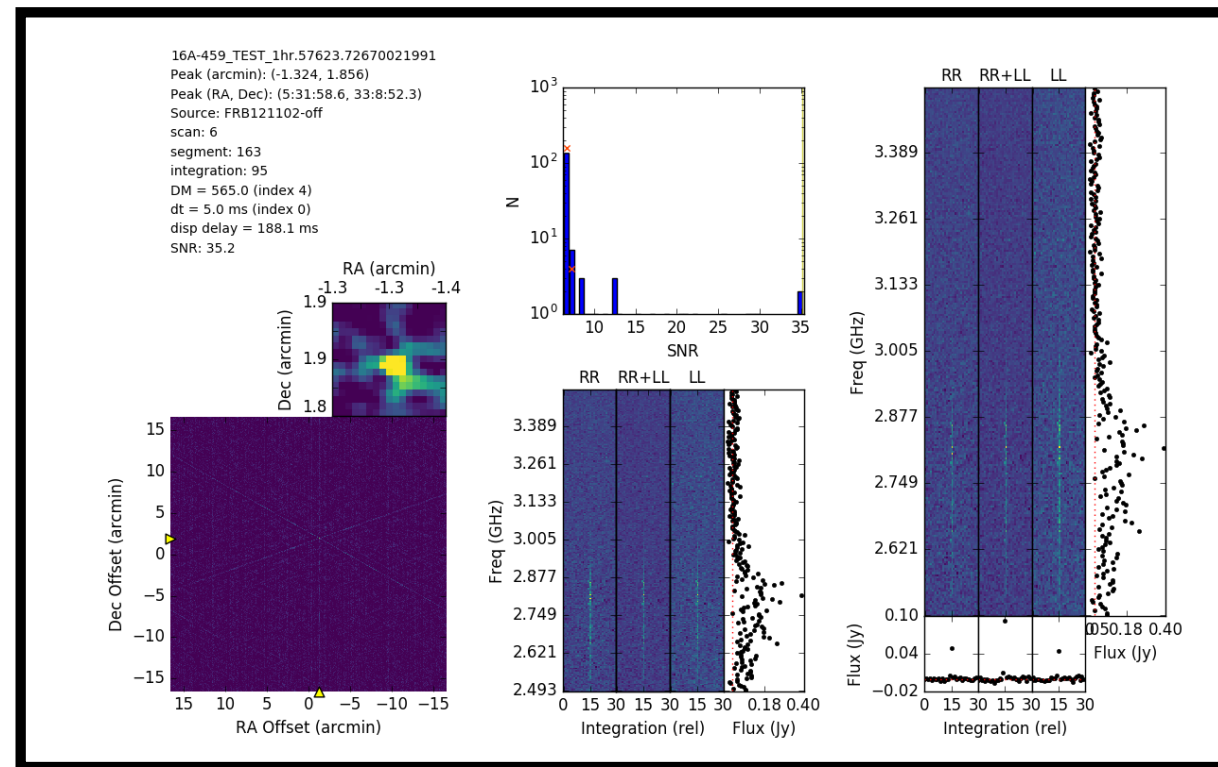 16A-459_TEST_1hr.57623.72670021991
Peak (arcmin): (-1.324, 1.856)
Peak (RA, Dec): (5:31:58.6, 33:8:52.3)
Source: FRB121102-off
scan: 6
segment: 163
integration: 95
DM = 565.0 (index 4)
dt = 5.0 ms (index 0)
disp delay = 188.1 ms
SNR: 35.2
RA (arcmin)
-1.3 -1.3 -1.4
1.9
1.9
1.8
Dec (arcmin)
15
10
5
0
−5
−10
−15
Dec Offset (arcmin)
15 10 5 0 −5 −10 −15
RA Offset (arcmin)
10³
10²
10¹
10⁰
N
10 15 20 25 30 35
SNR
RR RR+LL LL
3.389
3.261
3.133
3.005
2.877
2.749
2.621
2.493
Freq (GHz)
0 15 30 15 30 15 30 0.18 0.40
Integration (rel) Flux (Jy)
RR RR+LL LL
3.389
3.261
3.133
3.005
2.877
2.749
2.621
Freq (GHz)
0.10
0.04
−0.02
Flux (Jy)
0.18 0.40
Flux (Jy)
0 15 30 15 30 15 30
Integration (rel)